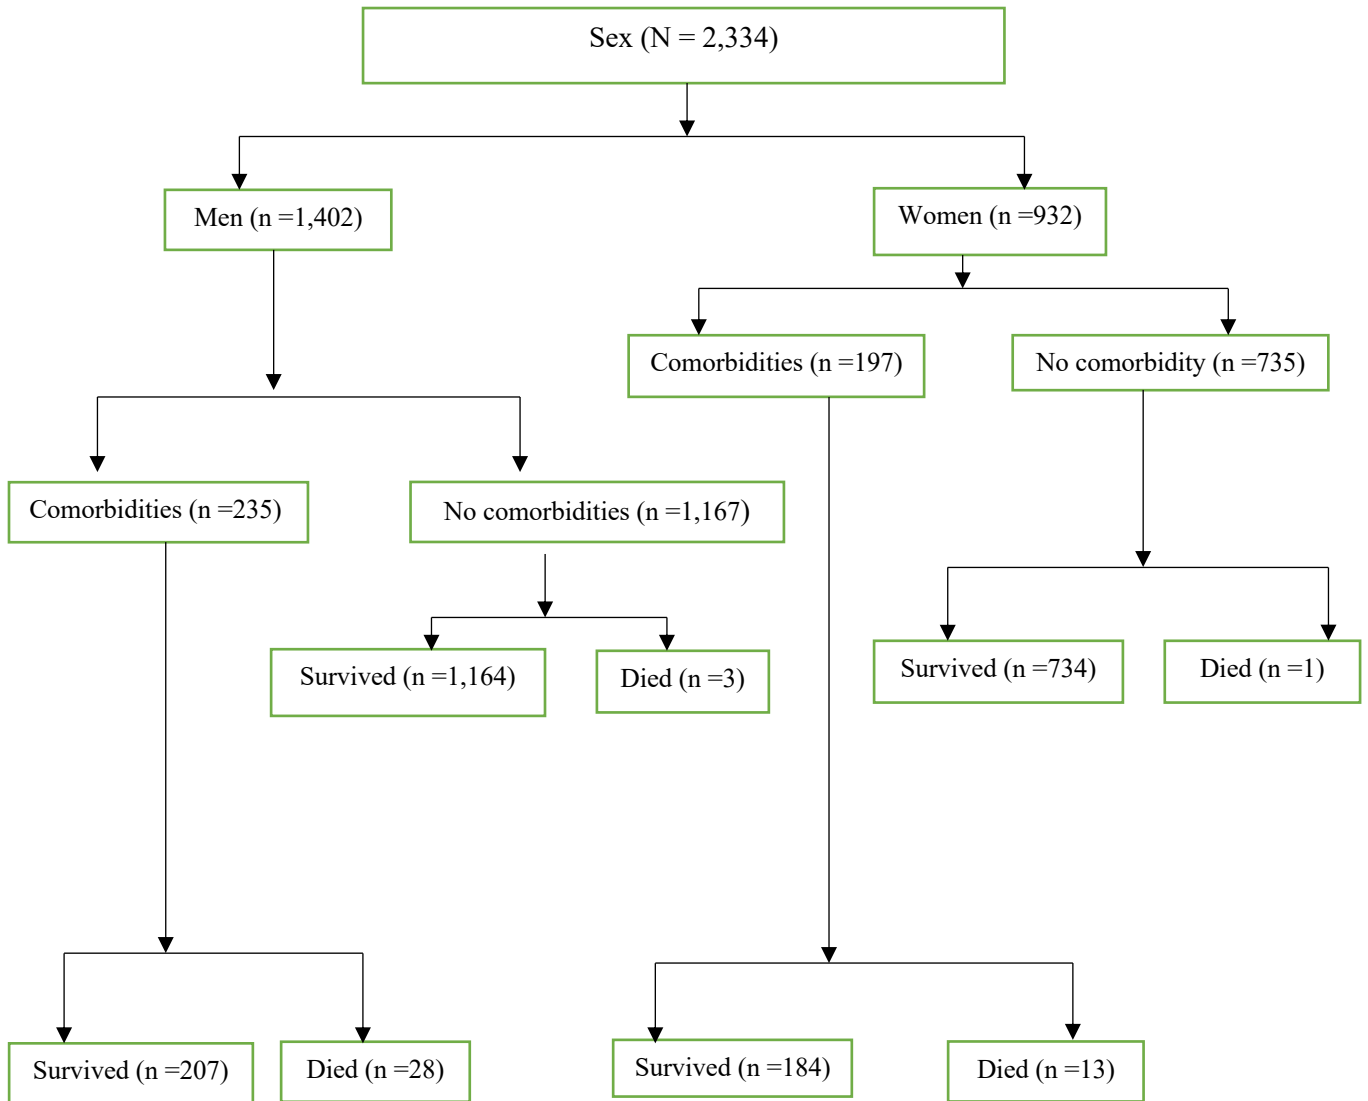 Sex (N = 2,334)
Men (n =1,402)
Women (n =932)
Comorbidities (n =197)
No comorbidity (n =735)
Comorbidities (n =235)
No comorbidities (n =1,167)
Survived (n =1,164)
Died (n =3)
Survived (n =734)
Died (n =1)
Survived (n =207)
Died (n =28)
Survived (n =184)
Died (n =13)